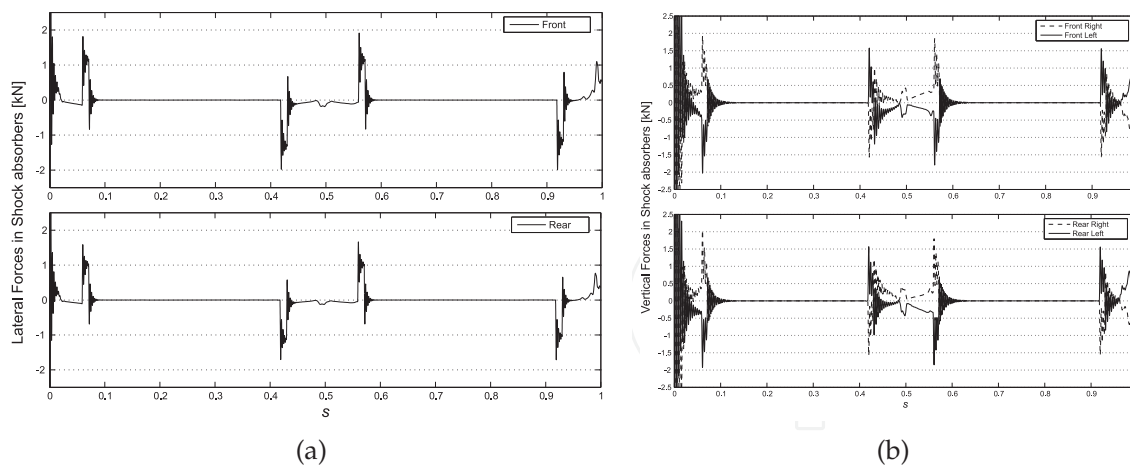 Lateral Forces in Shock absorbers [kN]
2
1
0
-1
-2
Front
0 0.1 0.2 0.3 0.4 0.5 0.6 0.7 0.8 0.9 1
2
1
0
-1
-2
Rear
0 0.1 0.2 0.3 0.4 0.5 0.6 0.7 0.8 0.9 1
s
(a)
Vertical Forces in Shock absorbers [kN]
2.5
2
1.5
1
0.5
0
-0.5
-1
-1.5
-2
-2.5
Front Right
Front Left
0 0.1 0.2 0.3 0.4 0.5 0.6 0.7 0.8 0.9
2.5
2
1.5
1
0.5
0
-0.5
-1
-1.5
-2
-2.5
Rear Right
Rear Left
0 0.1 0.2 0.3 0.4 0.5 0.6 0.7 0.8 0.9
s
(b)